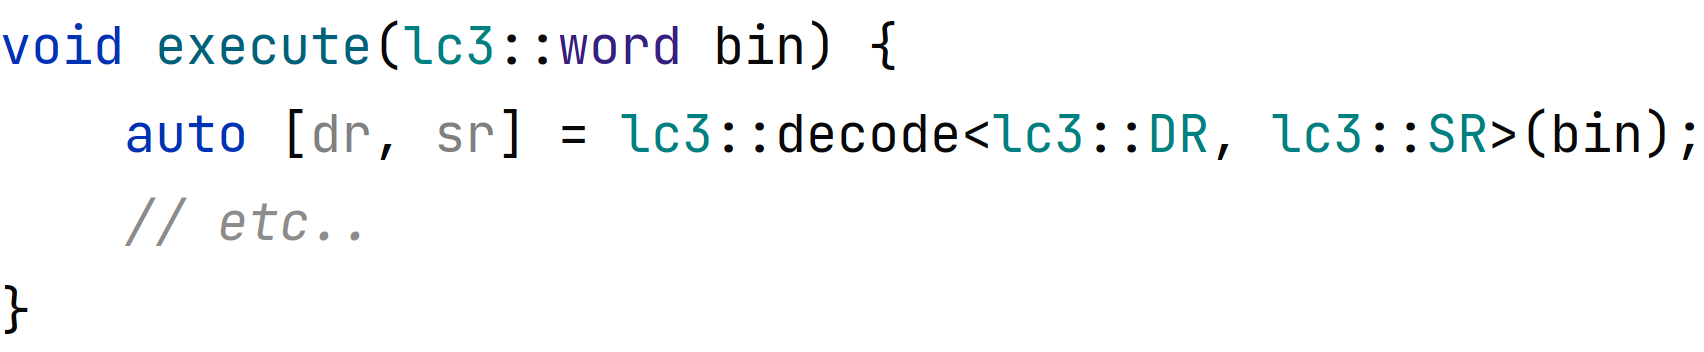 void execute(lc3::word bin) {
    auto [dr, sr] = lc3::decode<lc3::DR, lc3::SR>(bin);
    // etc..
}